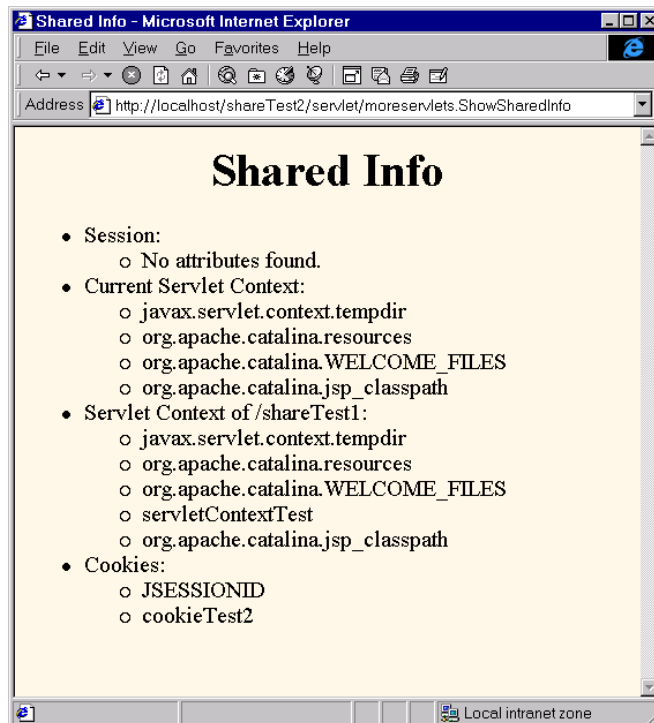 Shared Info - Microsoft Internet Explorer
File Edit View Go Favorites Help
Address http://localhost/shareTest2/servlet/moreservlets.ShowSharedInfo
Shared Info
Session:
No attributes found.
Current Servlet Context:
javax.servlet.context.tempdir
org.apache.catalina.resources
org.apache.catalina.WELCOME_FILES
org.apache.catalina.jsp_classpath
Servlet Context of /shareTest1:
javax.servlet.context.tempdir
org.apache.catalina.resources
org.apache.catalina.WELCOME_FILES
servletContextTest
org.apache.catalina.jsp_classpath
Cookies:
JSESSIONID
cookieTest2
Local intranet zone